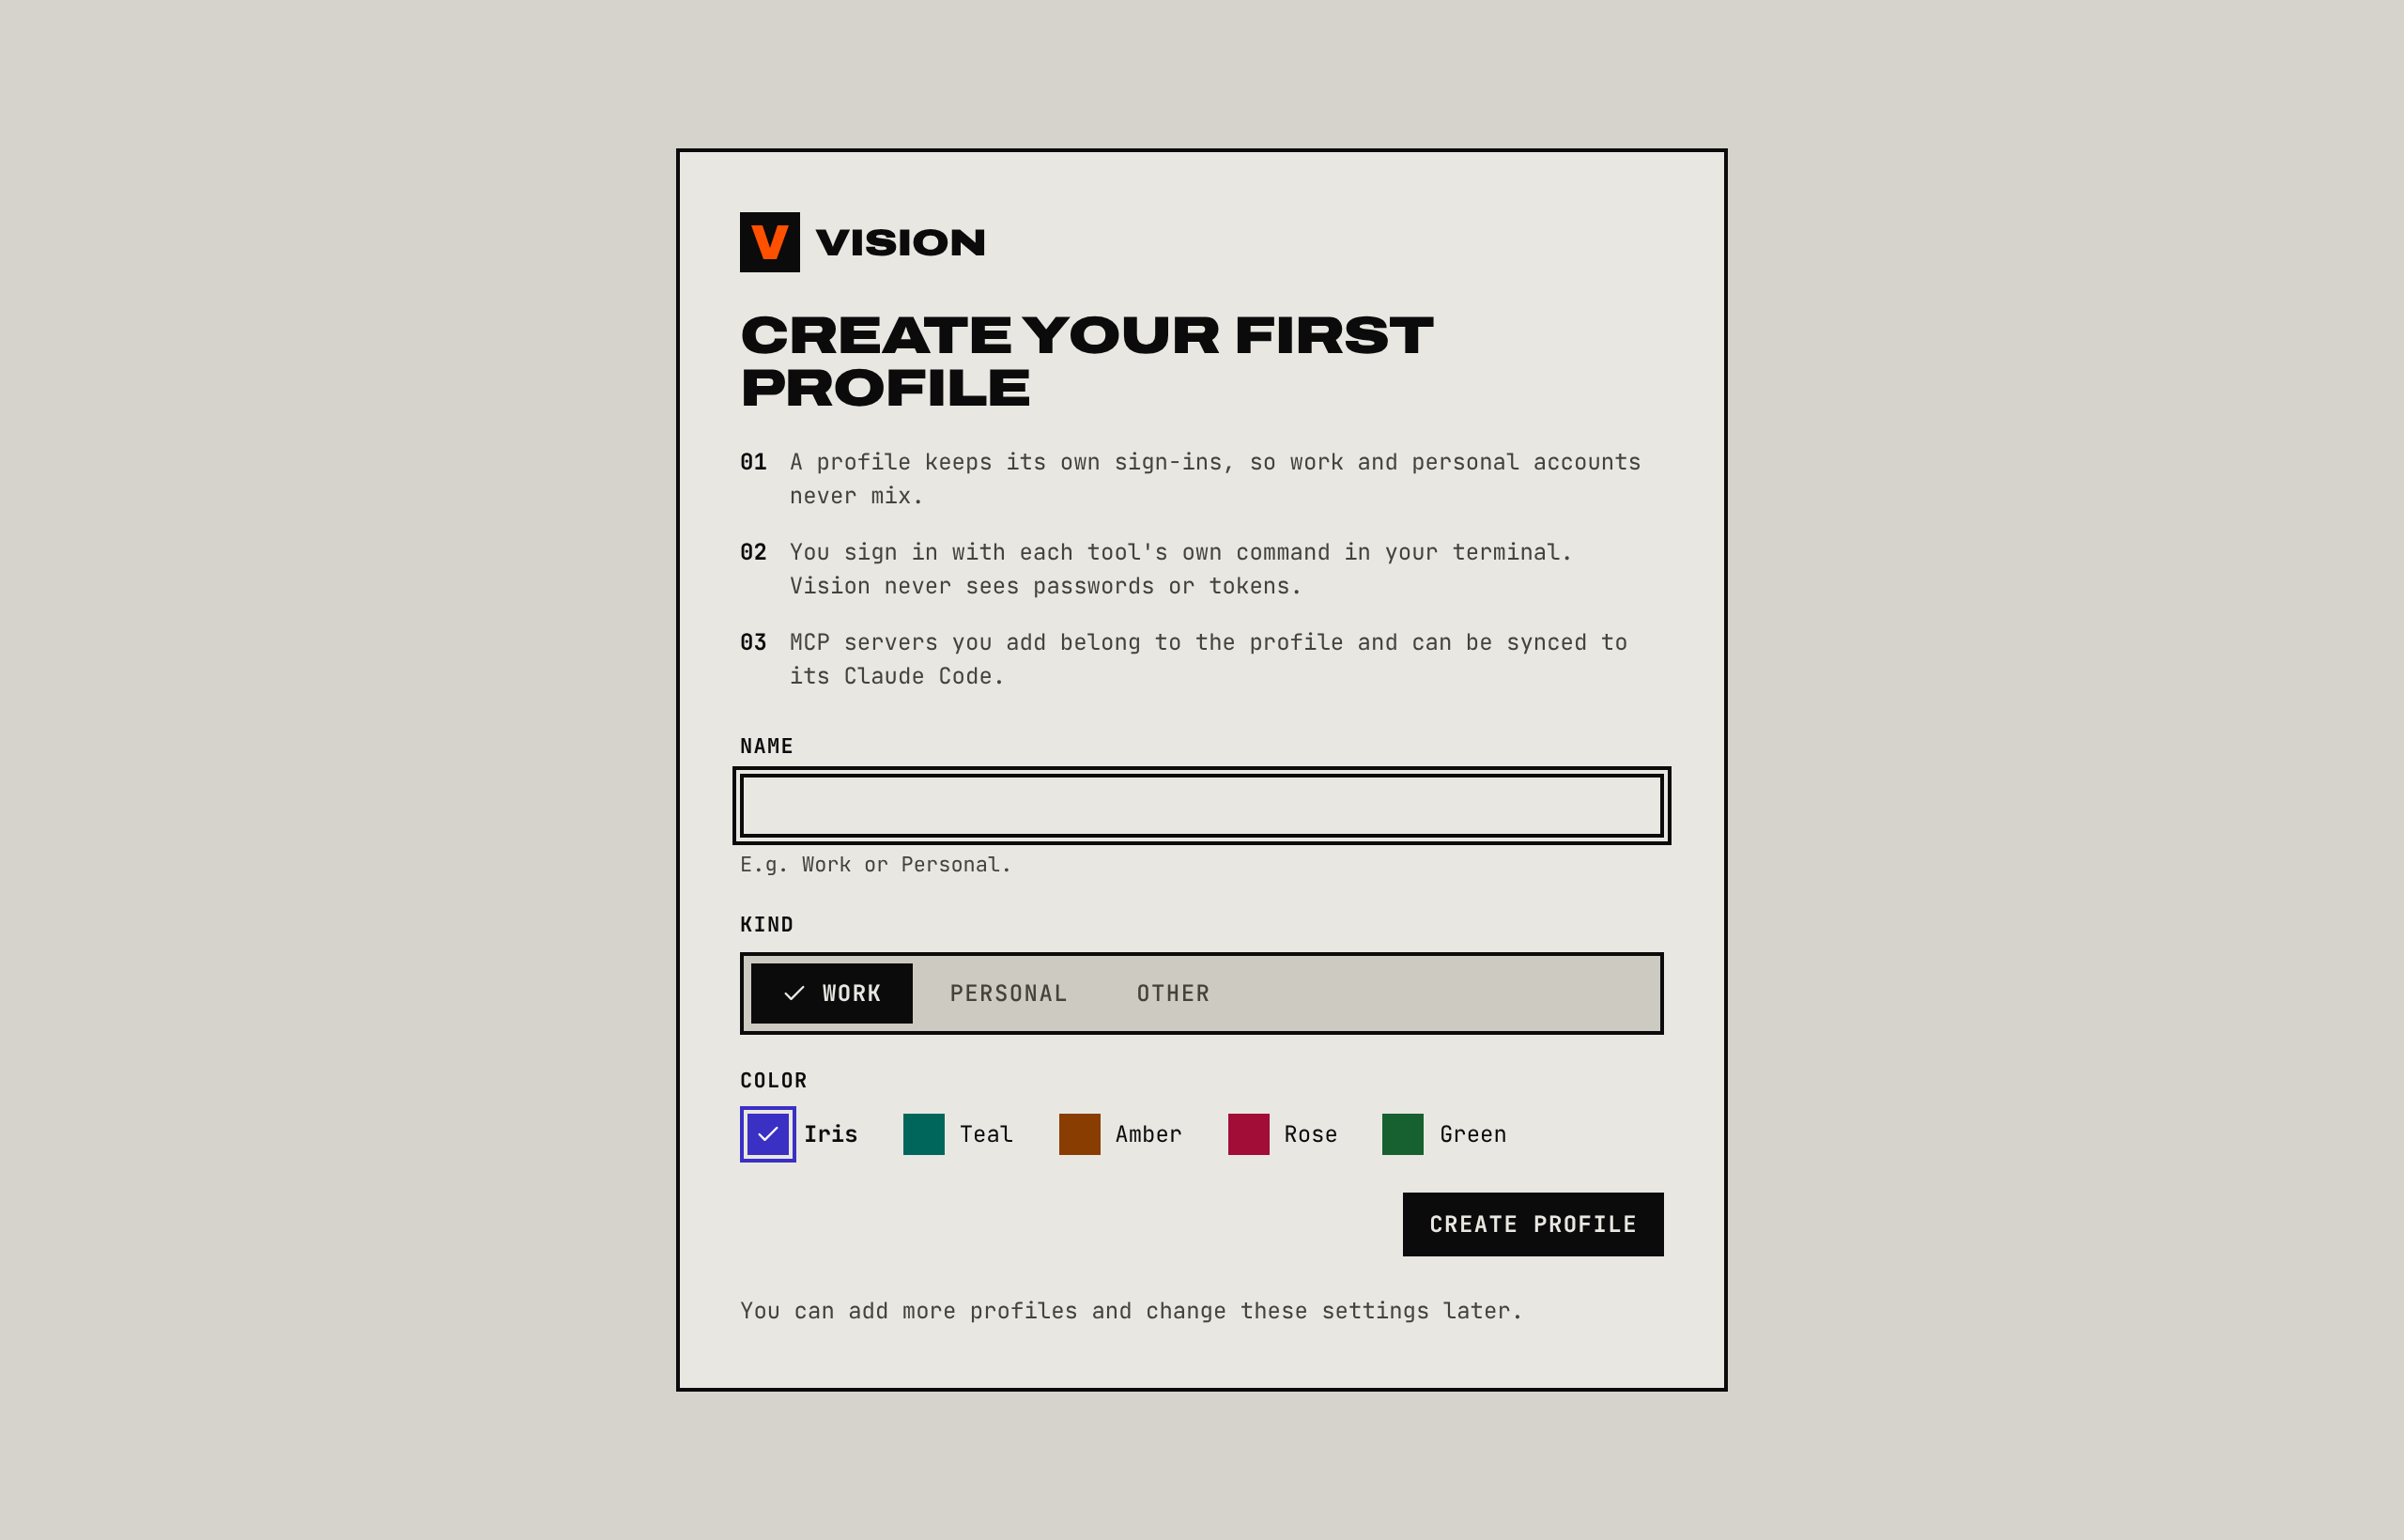 V VISION
CREATE YOUR FIRST
PROFILE
01 A profile keeps its own sign-ins, so work and personal accounts
never mix.
02 You sign in with each tool's own command in your terminal.
Vision never sees passwords or tokens.
03 MCP servers you add belong to the profile and can be synced to
its Claude Code.
NAME
E.g. Work or Personal.
KIND
WORK PERSONAL OTHER
COLOR
Iris Teal Amber Rose Green
CREATE PROFILE
You can add more profiles and change these settings later.